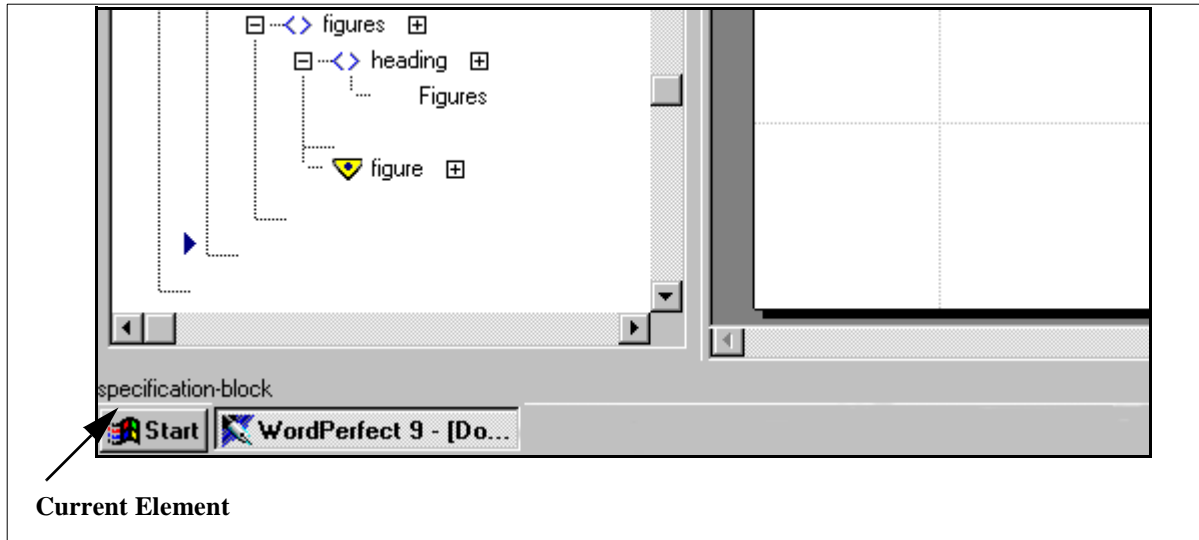 figures
heading
Figures
figure
specification-block
Start WordPerfect 9 - [Do...
Current Element